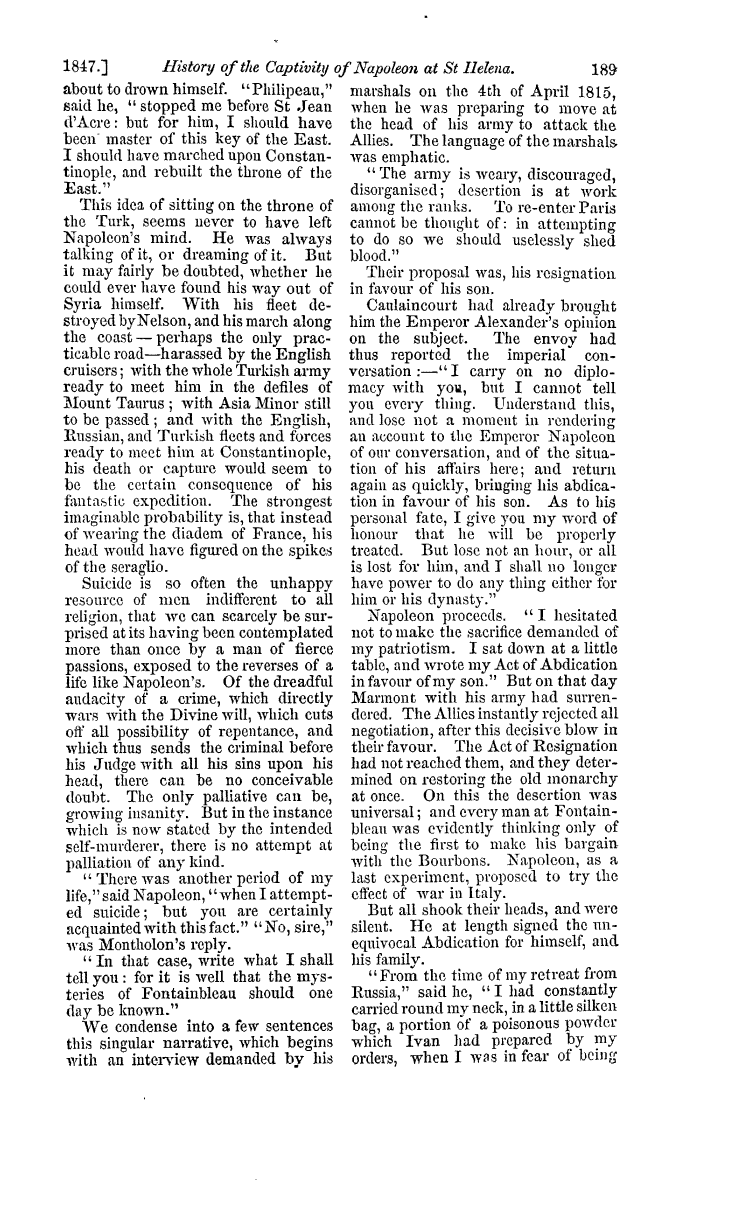 1847.] History of the Captivity of Napoleon at St Helena. 189
about to drown himself. "Philipeau,"
said he, "stopped me before St Jean
d'Acre: but for him, I should have
been master of this key of the East.
I should have marched upon Constan-
tinople, and rebuilt the throne of the
East."
This idea of sitting on the throne of
the Turk, seems never to have left
Napoleon's mind. He was always
talking of it, or dreaming of it. But
it may fairly be doubted, whether he
could ever have found his way out of
Syria himself. With his fleet de-
stroyed by Nelson, and his march along
the coast—perhaps the only prac-
ticable road—harassed by the English
cruisers; with the whole Turkish army
ready to meet him in the defiles of
Mount Taurus; with Asia Minor still
to be passed; and with the English,
Russian, and Turkish fleets and forces
ready to meet him at Constantinople,
his death or capture would seem to
be the certain consequence of his
fantastic expedition. The strongest
imaginable probability is, that instead
of wearing the diadem of France, his
head would have figured on the spikes
of the seraglio.
Suicide is so often the unhappy
resource of men indifferent to all
religion, that we can scarcely be sur-
prised at its having been contemplated
more than once by a man of fierce
passions, exposed to the reverses of a
life like Napoleon's. Of the dreadful
audacity of a crime, which directly
wars with the Divine will, which cuts
off all possibility of repentance, and
which thus sends the criminal before
his Judge with all his sins upon his
head, there can be no conceivable
doubt. The only palliative can be,
growing insanity. But in the instance
which is now stated by the intended
self-murderer, there is no attempt at
palliation of any kind.
"There was another period of my
life," said Napoleon, "when I attempt-
ed suicide; but you are certainly
acquainted with this fact." "No, sire,"
was Montholon's reply.
"In that case, write what I shall
tell you: for it is well that the mys-
teries of Fontainbleau should one
day be known."
We condense into a few sentences
this singular narrative, which begins
with an interview demanded by his
marshals on the 4th of April 1815,
when he was preparing to move at
the head of his army to attack the
Allies. The language of the marshals
was emphatic.
"The army is weary, discouraged,
disorganised; desertion is at work
among the ranks. To re-enter Paris
cannot be thought of: in attempting
to do so we should uselessly shed
blood."
Their proposal was, his resignation
in favour of his son.
Caulaincourt had already brought
him the Emperor Alexander's opinion
on the subject. The envoy had
thus reported the imperial con-
versation:—"I carry on no diplo-
macy with you, but I cannot tell
you every thing. Understand this,
and lose not a moment in rendering
an account to the Emperor Napoleon
of our conversation, and of the situa-
tion of his affairs here; and return
again as quickly, bringing his abdica-
tion in favour of his son. As to his
personal fate, I give you my word of
honour that he will be properly
treated. But lose not an hour, or all
is lost for him, and I shall no longer
have power to do any thing either for
him or his dynasty."
Napoleon proceeds. "I hesitated
not to make the sacrifice demanded of
my patriotism. I sat down at a little
table, and wrote my Act of Abdication
in favour of my son." But on that day
Marmont with his army had surren-
dered. The Allies instantly rejected all
negotiation, after this decisive blow in
their favour. The Act of Resignation
had not reached them, and they deter-
mined on restoring the old monarchy
at once. On this the desertion was
universal; and every man at Fontain-
bleau was evidently thinking only of
being the first to make his bargain
with the Bourbons. Napoleon, as a
last experiment, proposed to try the
effect of war in Italy.
But all shook their heads, and were
silent. He at length signed the un-
equivocal Abdication for himself, and
his family.
"From the time of my retreat from
Russia," said he, "I had constantly
carried round my neck, in a little silken
bag, a portion of a poisonous powder
which Ivan had prepared by my
orders, when I was in fear of being